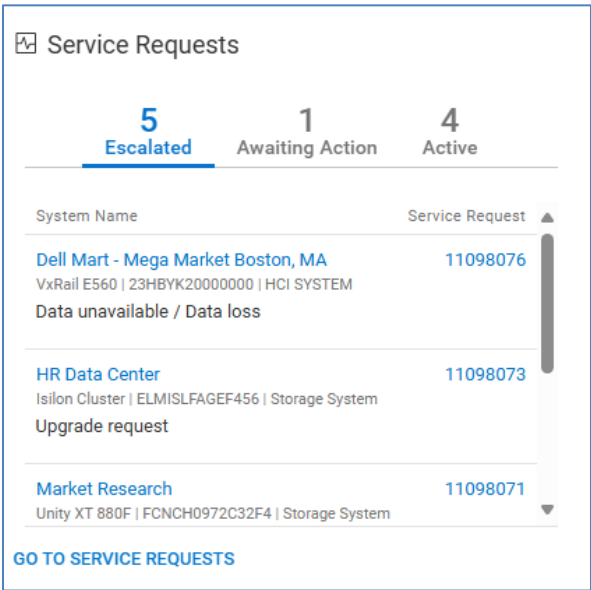 Service Requests
5 1 4
Escalated Awaiting Action Active
System Name Service Request
Dell Mart - Mega Market Boston, MA 11098076
VxRail E560 | 23HBYK20000000 | HCI SYSTEM
Data unavailable / Data loss
HR Data Center 11098073
Isilon Cluster | ELMISLFAGEF456 | Storage System
Upgrade request
Market Research 11098071
Unity XT 880F | FCNCH0972C32F4 | Storage System
GO TO SERVICE REQUESTS